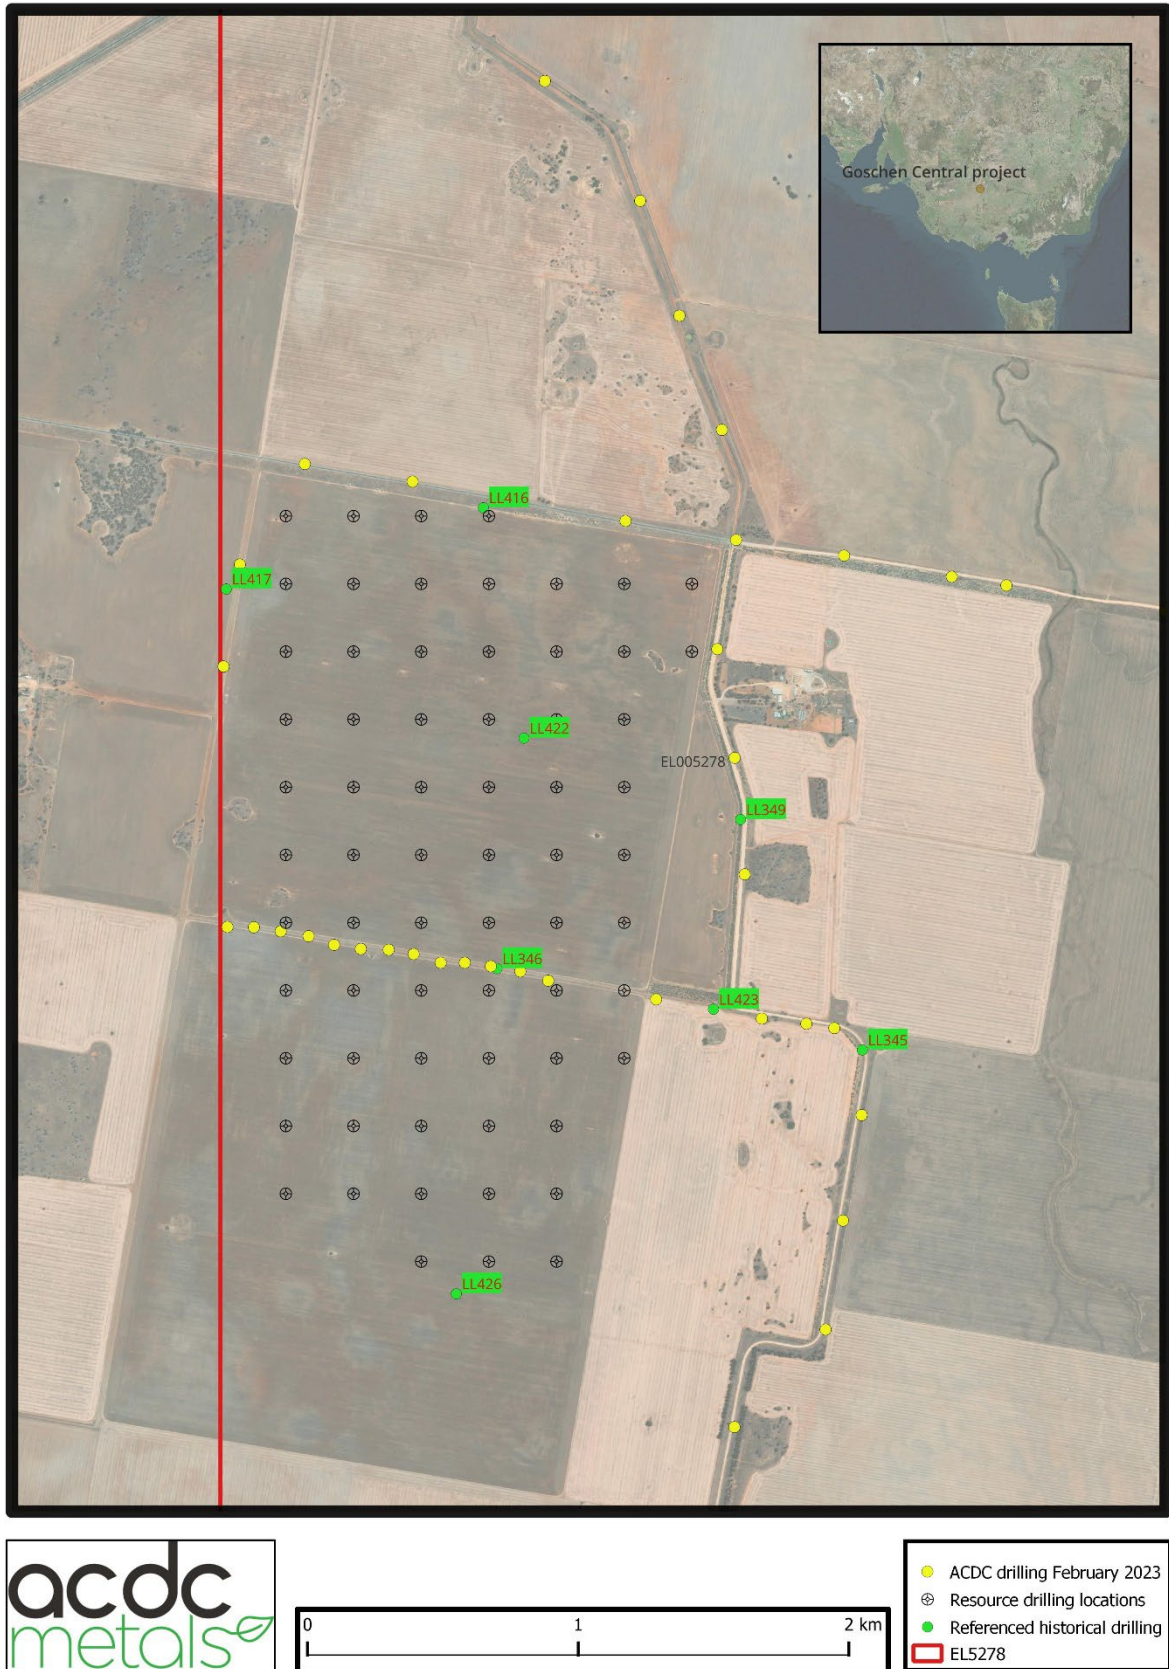 Goschen Central project
LL416
LL417
LL422
EL005278
LL349
LL346
LL423
LL345
LL426
acdc
metals
0 1 2 km
ACDC drilling February 2023
Resource drilling locations
Referenced historical drilling
EL5278